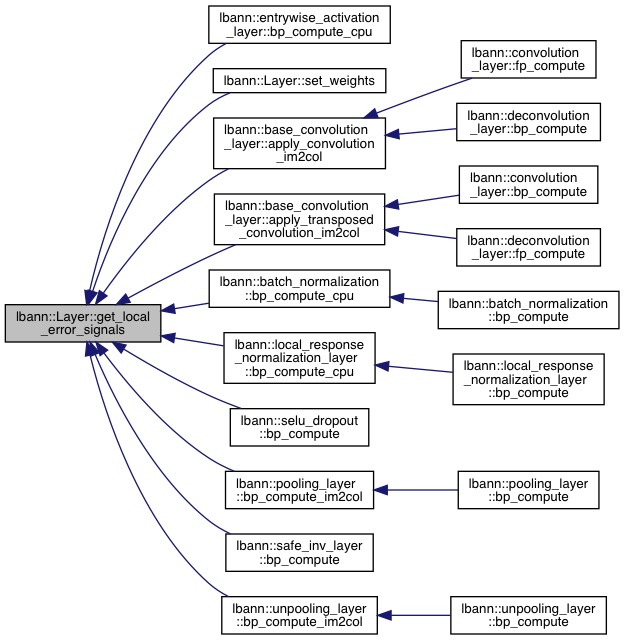 lbann::entrywise_activation
_layer::bp_compute_cpu
lbann::convolution
_layer::fp_compute
lbann::Layer::set_weights
lbann::base_convolution
_layer::apply_convolution
_im2col
lbann::deconvolution
_layer::bp_compute
lbann::convolution
_layer::bp_compute
lbann::base_convolution
_layer::apply_transposed
_convolution_im2col
lbann::deconvolution
_layer::fp_compute
lbann::batch_normalization
::bp_compute_cpu
lbann::batch_normalization
::bp_compute
lbann::Layer::get_local
_error_signals
lbann::local_response
_normalization_layer
::bp_compute_cpu
lbann::local_response
_normalization_layer
::bp_compute
lbann::selu_dropout
::bp_compute
lbann::pooling_layer
::bp_compute_im2col
lbann::pooling_layer
::bp_compute
lbann::safe_inv_layer
::bp_compute
lbann::unpooling_layer
::bp_compute_im2col
lbann::unpooling_layer
::bp_compute